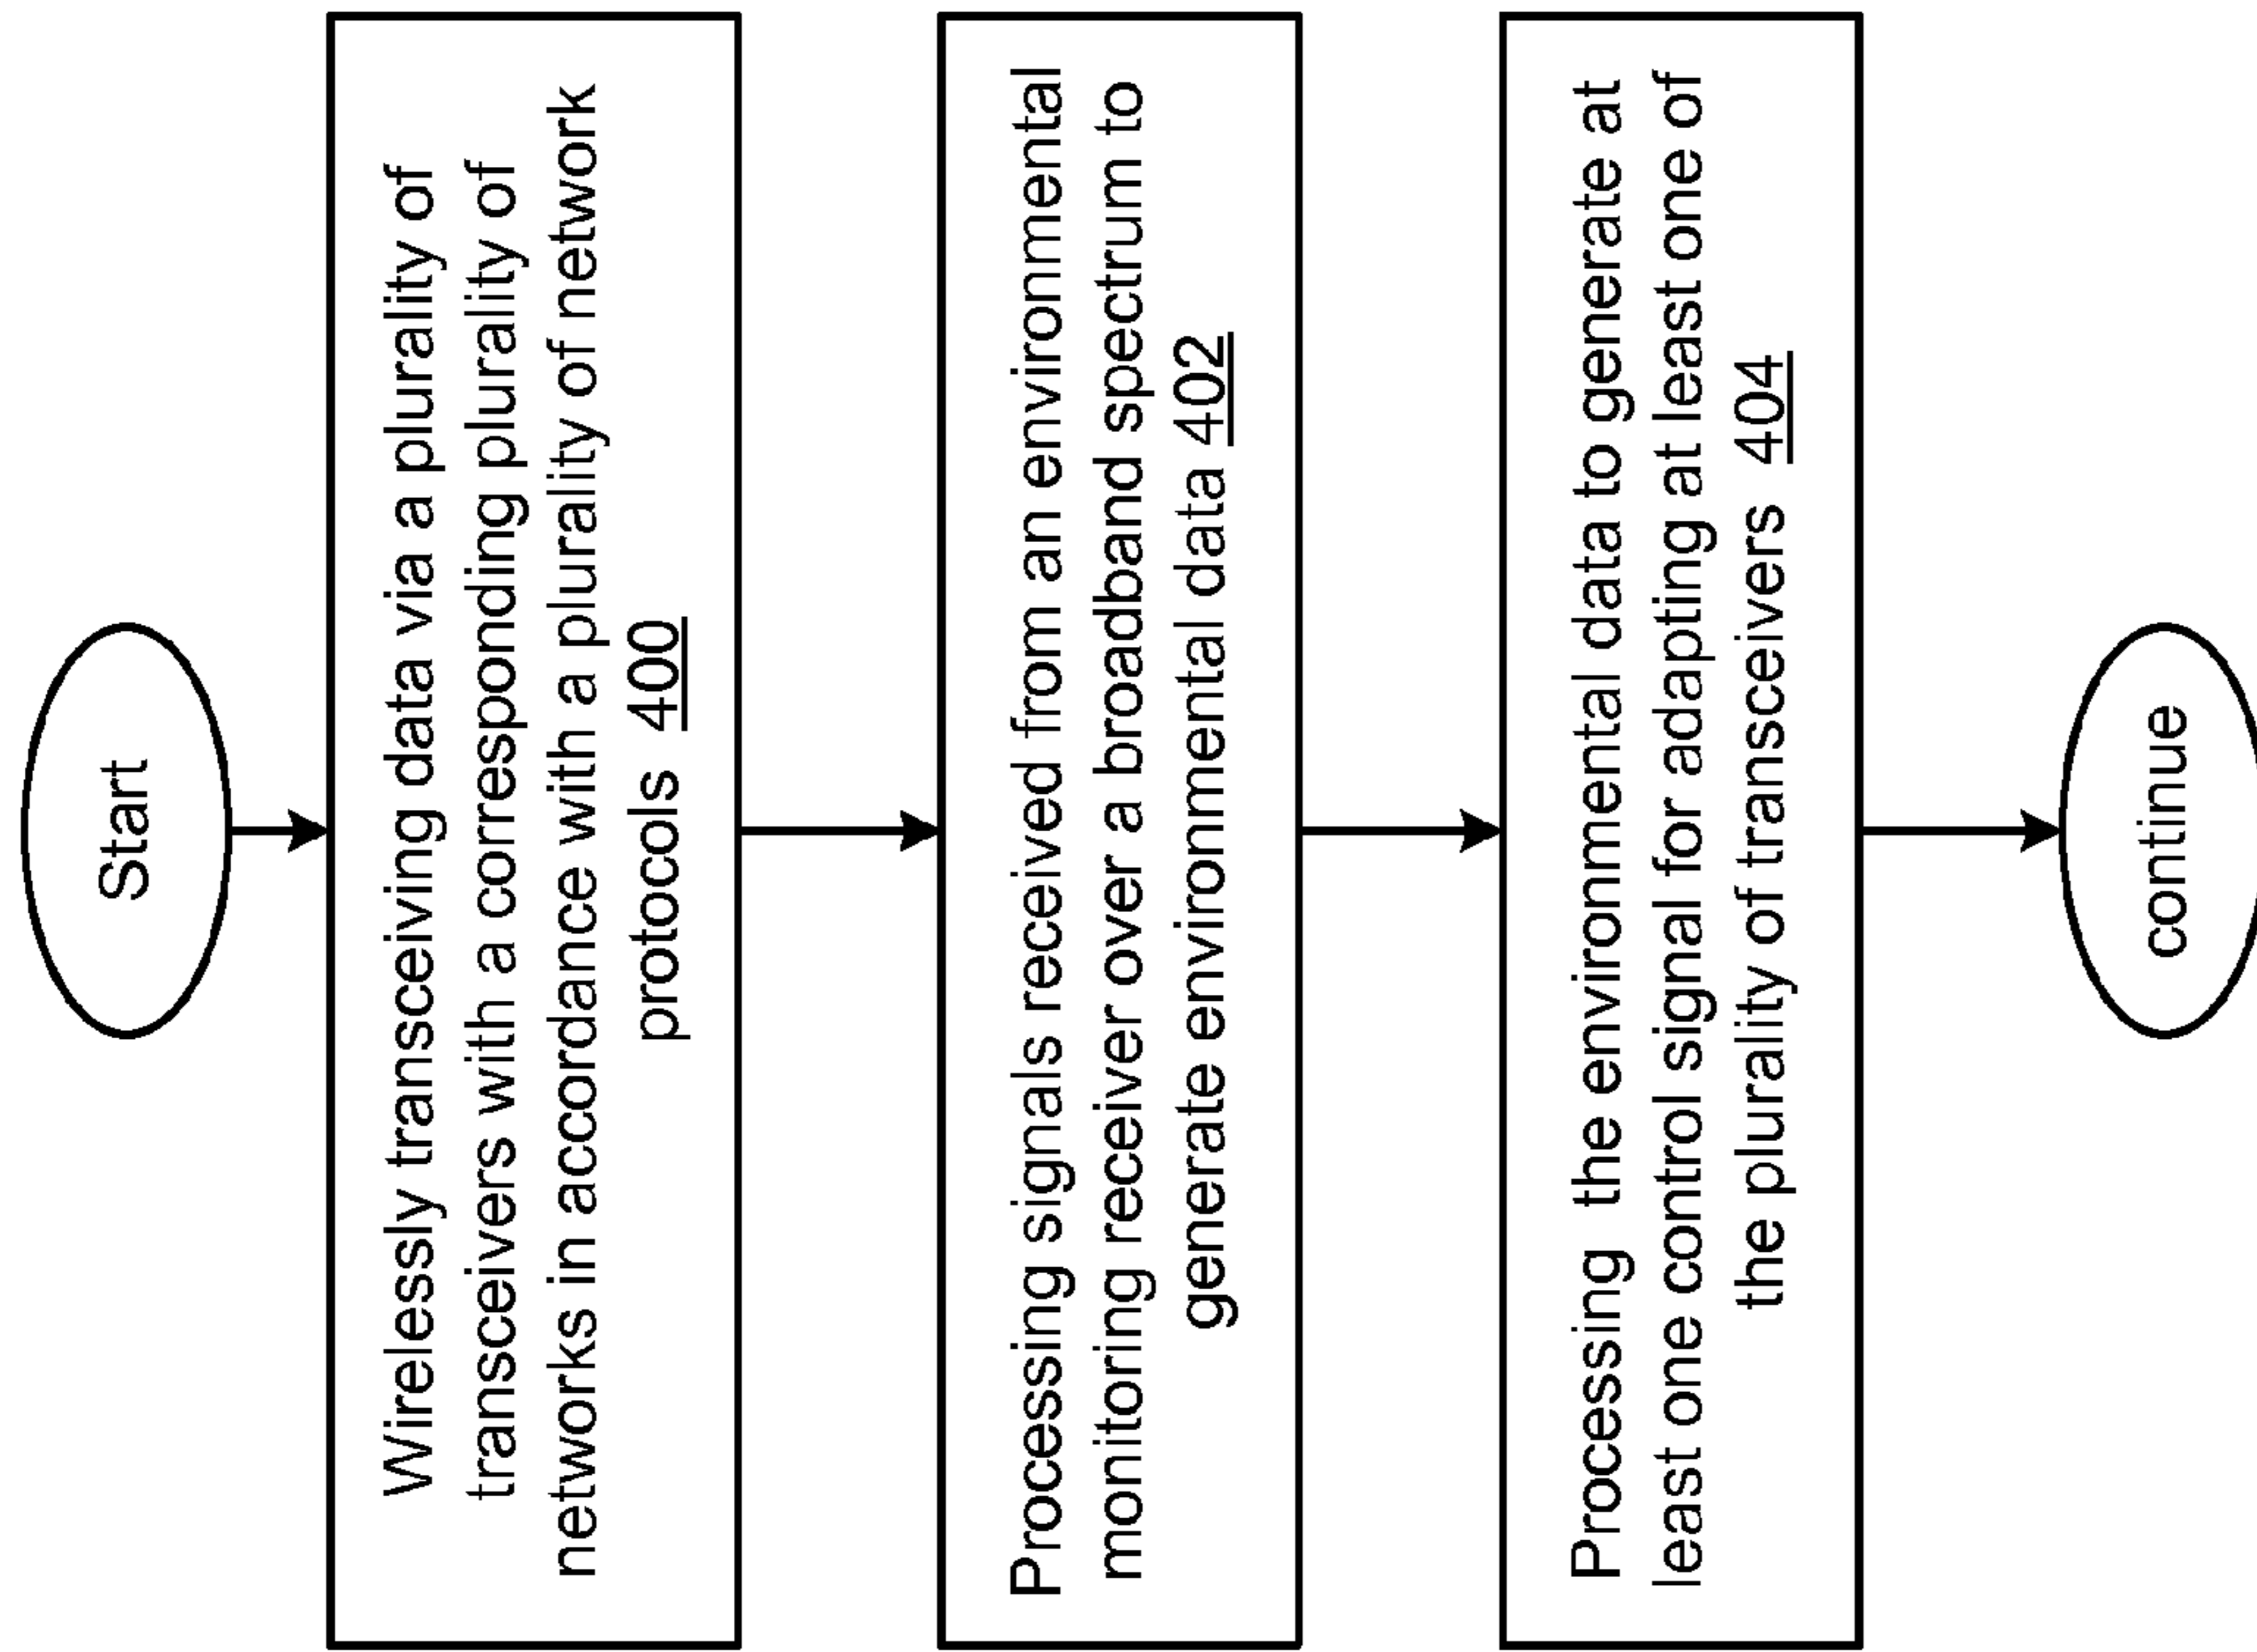 Start
Wirelessly transceiving data via a plurality of
transceivers with a corresponding plurality of
networks in accordance with a plurality of network
protocols 400
Processing signals received from an environmental
monitoring receiver over a broadband spectrum to
generate environmental data 402
Processing the environmental data to generate at
least one control signal for adapting at least one of
the plurality of transceivers 404
continue